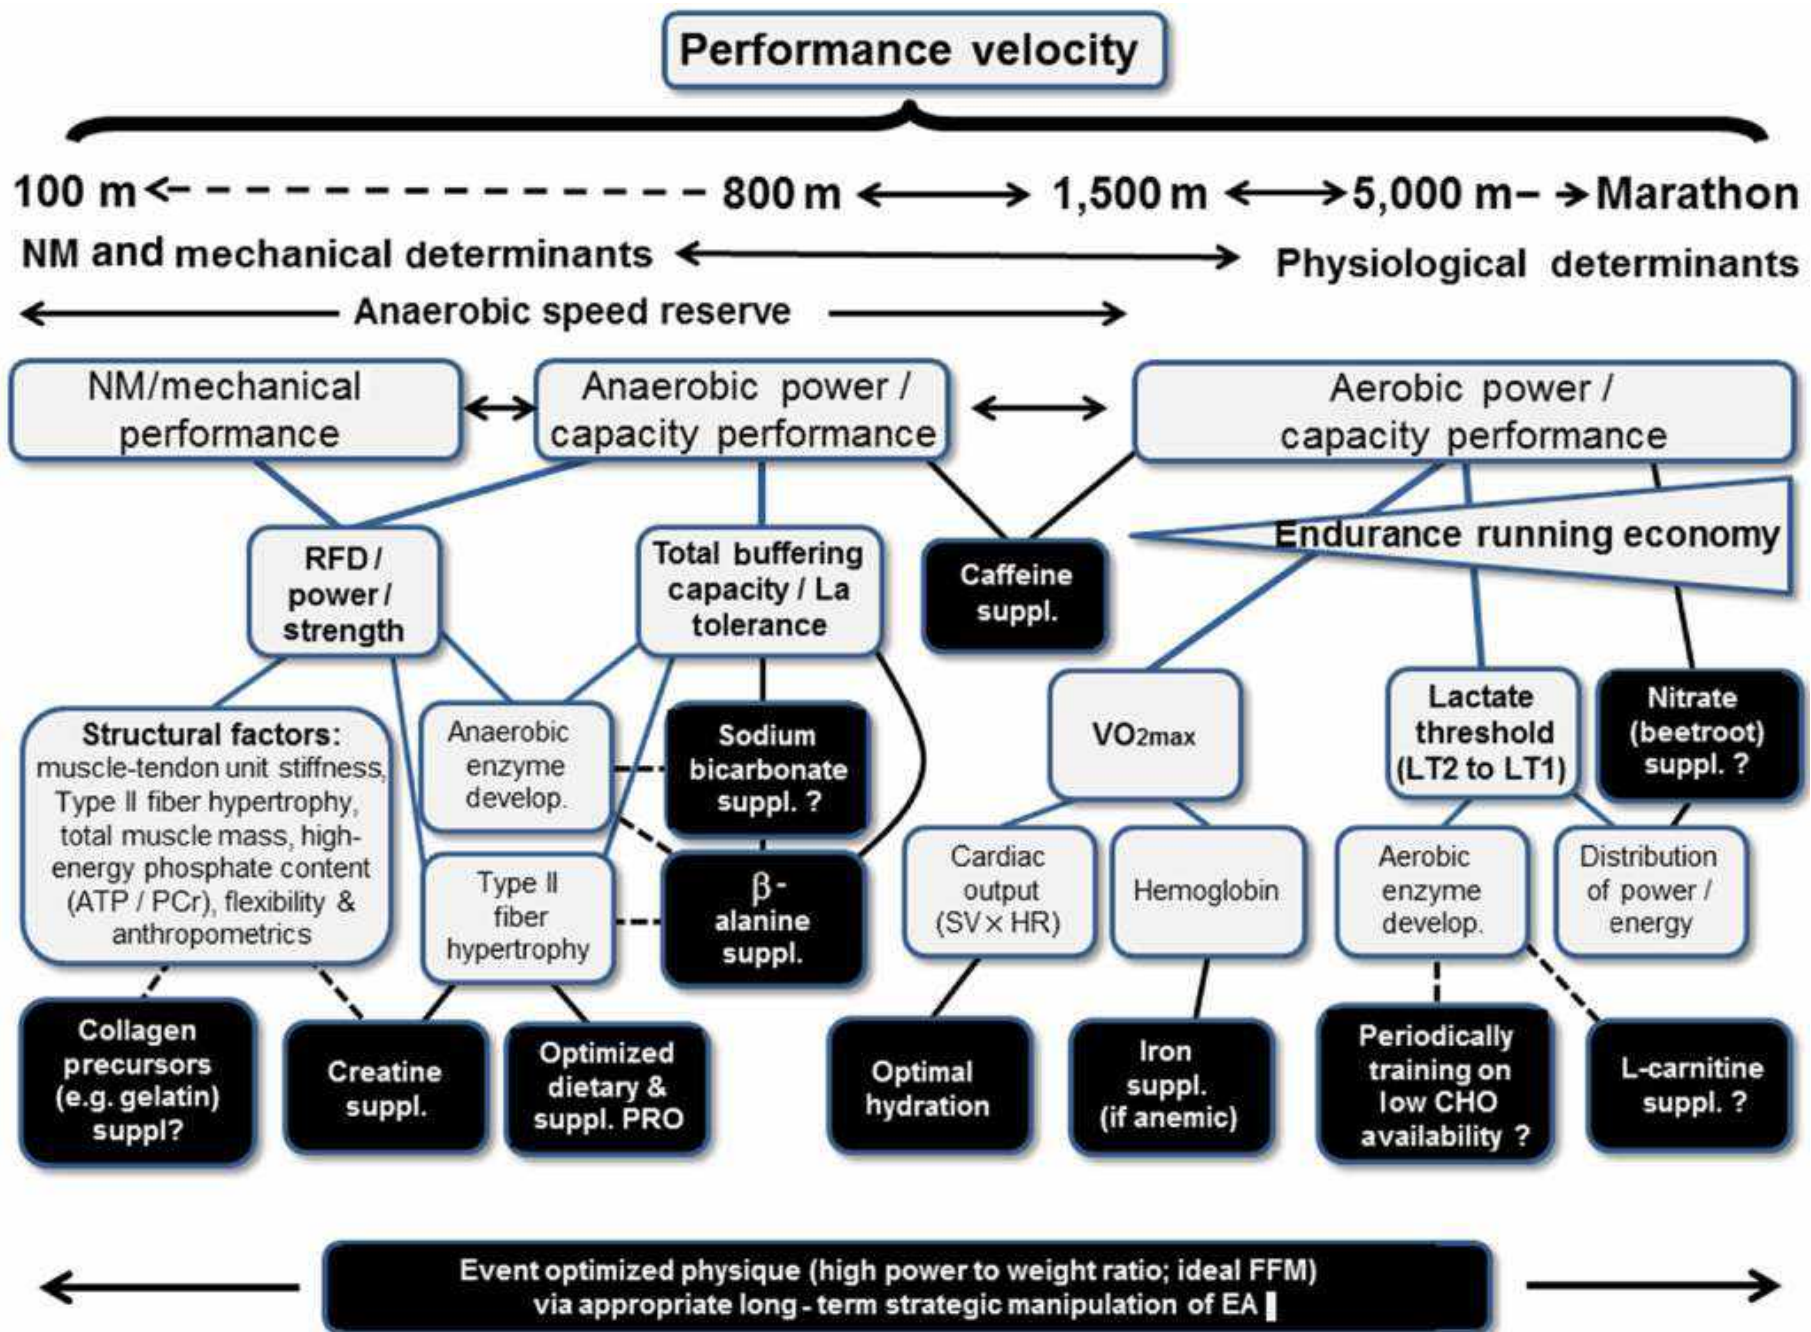 Performance velocity
100 m
800 m
1,500 m
5,000 m
Marathon
NM and mechanical determinants
Physiological determinants
Anaerobic speed reserve
NM/mechanical
performance
Anaerobic power /
capacity performance
Aerobic power /
capacity performance
Endurance running economy
RFD /
power /
strength
Total buffering
capacity / La
tolerance
Caffeine
suppl.
VO2max
Lactate
threshold
(LT2 to LT1)
Nitrate
(beetroot)
suppl. ?
Structural factors:
muscle-tendon unit stiffness,
Type II fiber hypertrophy,
total muscle mass, high-
energy phosphate content
(ATP / PCr), flexibility &
anthropometrics
Anaerobic
enzyme
develop.
Sodium
bicarbonate
suppl. ?
Type II
fiber
hypertrophy
β-
alanine
suppl.
Cardiac
output
(SV × HR)
Hemoglobin
Aerobic
enzyme
develop.
Distribution
of power /
energy
Collagen
precursors
(e.g. gelatin)
suppl?
Creatine
suppl.
Optimized
dietary &
suppl. PRO
Optimal
hydration
Iron
suppl.
(if anemic)
Periodically
training on
low CHO
availability ?
L-carnitine
suppl. ?
Event optimized physique (high power to weight ratio; ideal FFM)
via appropriate long-term strategic manipulation of EA